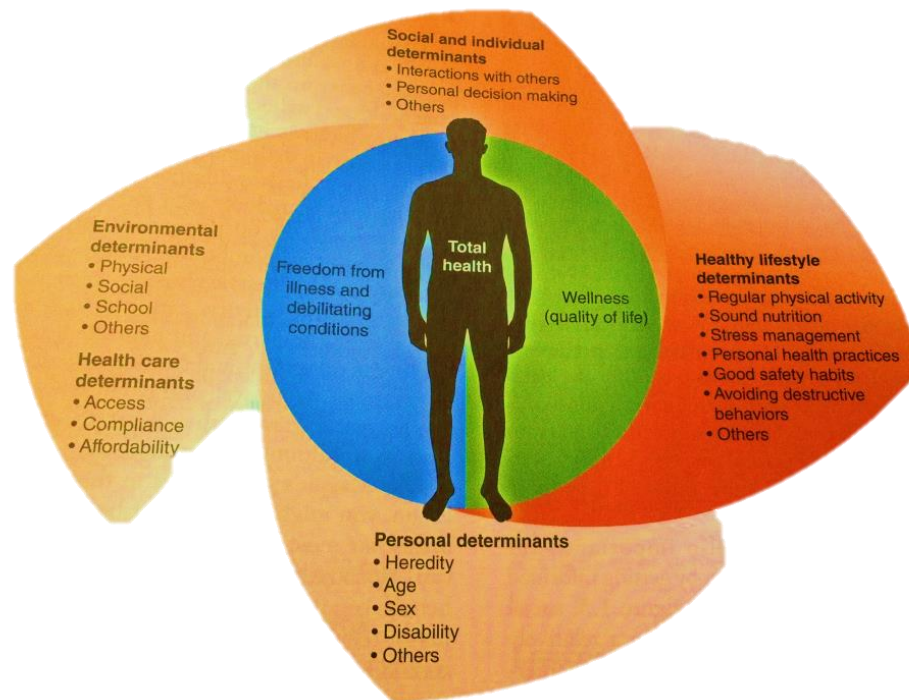 Social and individual
determinants
• Interactions with others
• Personal decision making
• Others
Environmental
determinants
• Physical
• Social
• School
• Others
Health care
determinants
• Access
• Compliance
• Affordability
Freedom from
illness and
debilitating
conditions
Total
health
Wellness
(quality of life)
Healthy lifestyle
determinants
• Regular physical activity
• Sound nutrition
• Stress management
• Personal health practices
• Good safety habits
• Avoiding destructive
behaviors
• Others
Personal determinants
• Heredity
• Age
• Sex
• Disability
• Others